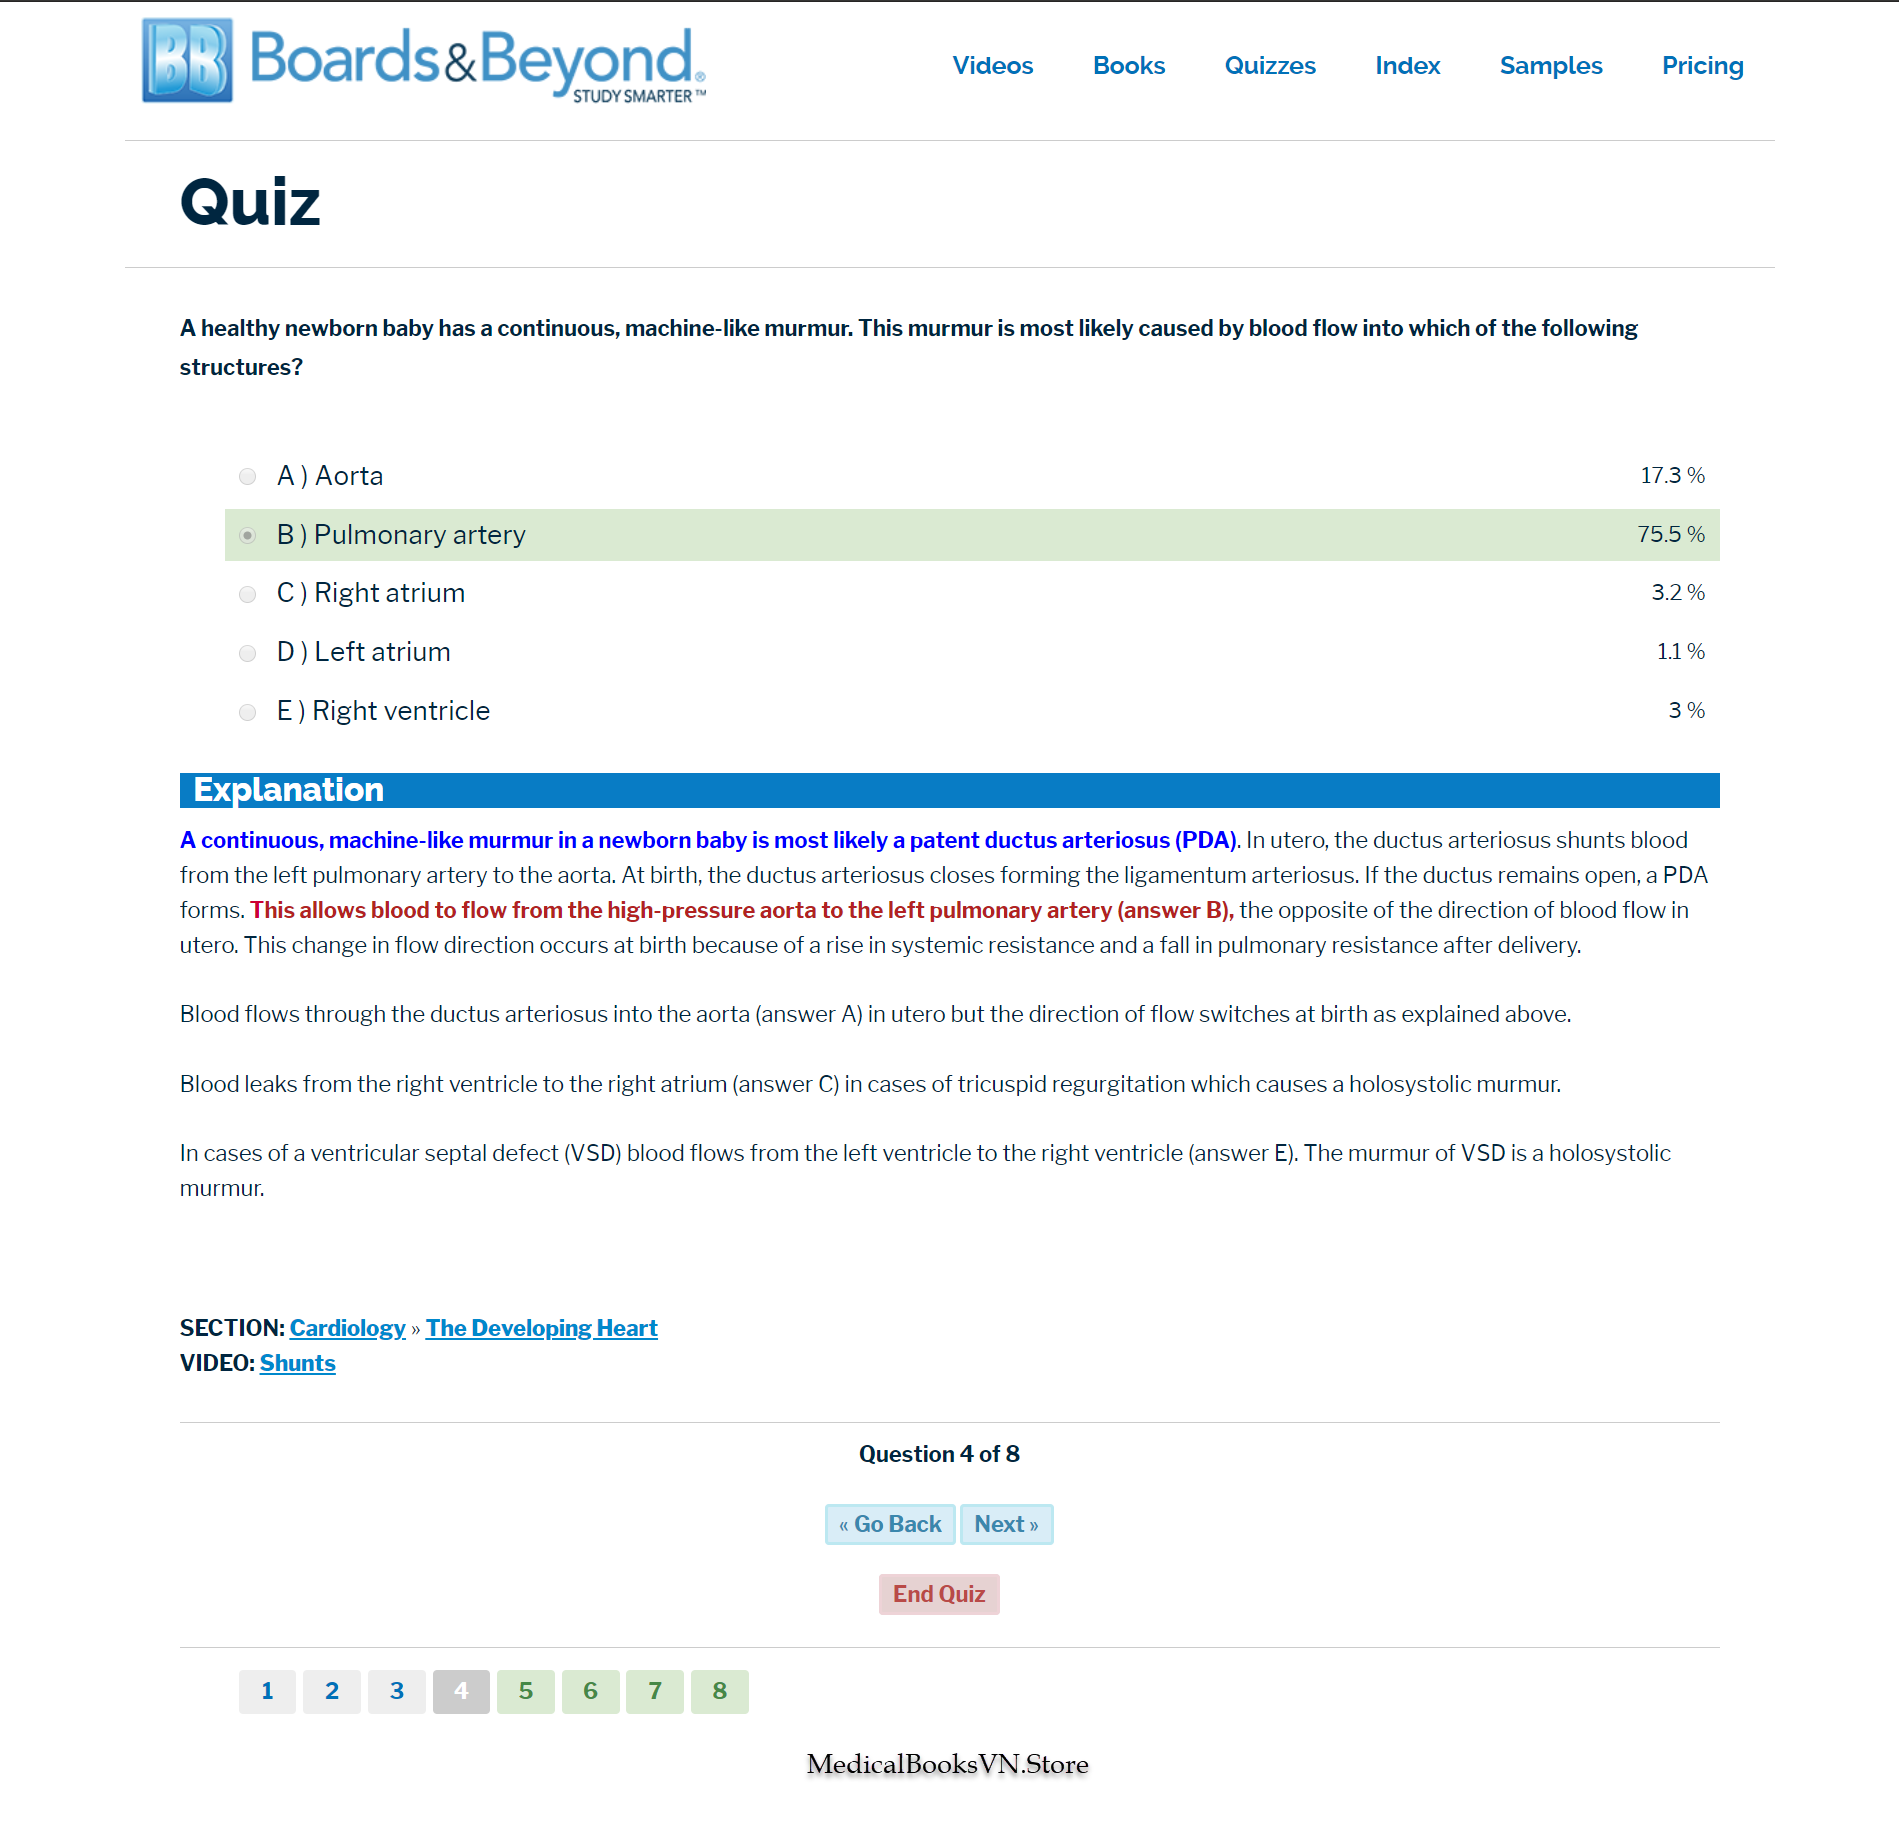 BB Boards&Beyond®
STUDY SMARTER™
Videos Books Quizzes Index Samples Pricing
Quiz
A healthy newborn baby has a continuous, machine-like murmur. This murmur is most likely caused by blood flow into which of the following
structures?
A ) Aorta 17.3 %
B ) Pulmonary artery 75.5 %
C ) Right atrium 3.2 %
D ) Left atrium 1.1 %
E ) Right ventricle 3 %
Explanation
A continuous, machine-like murmur in a newborn baby is most likely a patent ductus arteriosus (PDA). In utero, the ductus arteriosus shunts blood
from the left pulmonary artery to the aorta. At birth, the ductus arteriosus closes forming the ligamentum arteriosus. If the ductus remains open, a PDA
forms. This allows blood to flow from the high-pressure aorta to the left pulmonary artery (answer B), the opposite of the direction of blood flow in
utero. This change in flow direction occurs at birth because of a rise in systemic resistance and a fall in pulmonary resistance after delivery.
Blood flows through the ductus arteriosus into the aorta (answer A) in utero but the direction of flow switches at birth as explained above.
Blood leaks from the right ventricle to the right atrium (answer C) in cases of tricuspid regurgitation which causes a holosystolic murmur.
In cases of a ventricular septal defect (VSD) blood flows from the left ventricle to the right ventricle (answer E). The murmur of VSD is a holosystolic
murmur.
SECTION: Cardiology » The Developing Heart
VIDEO: Shunts
Question 4 of 8
« Go Back Next »
End Quiz
1 2 3 4 5 6 7 8
MedicalBooksVN.Store